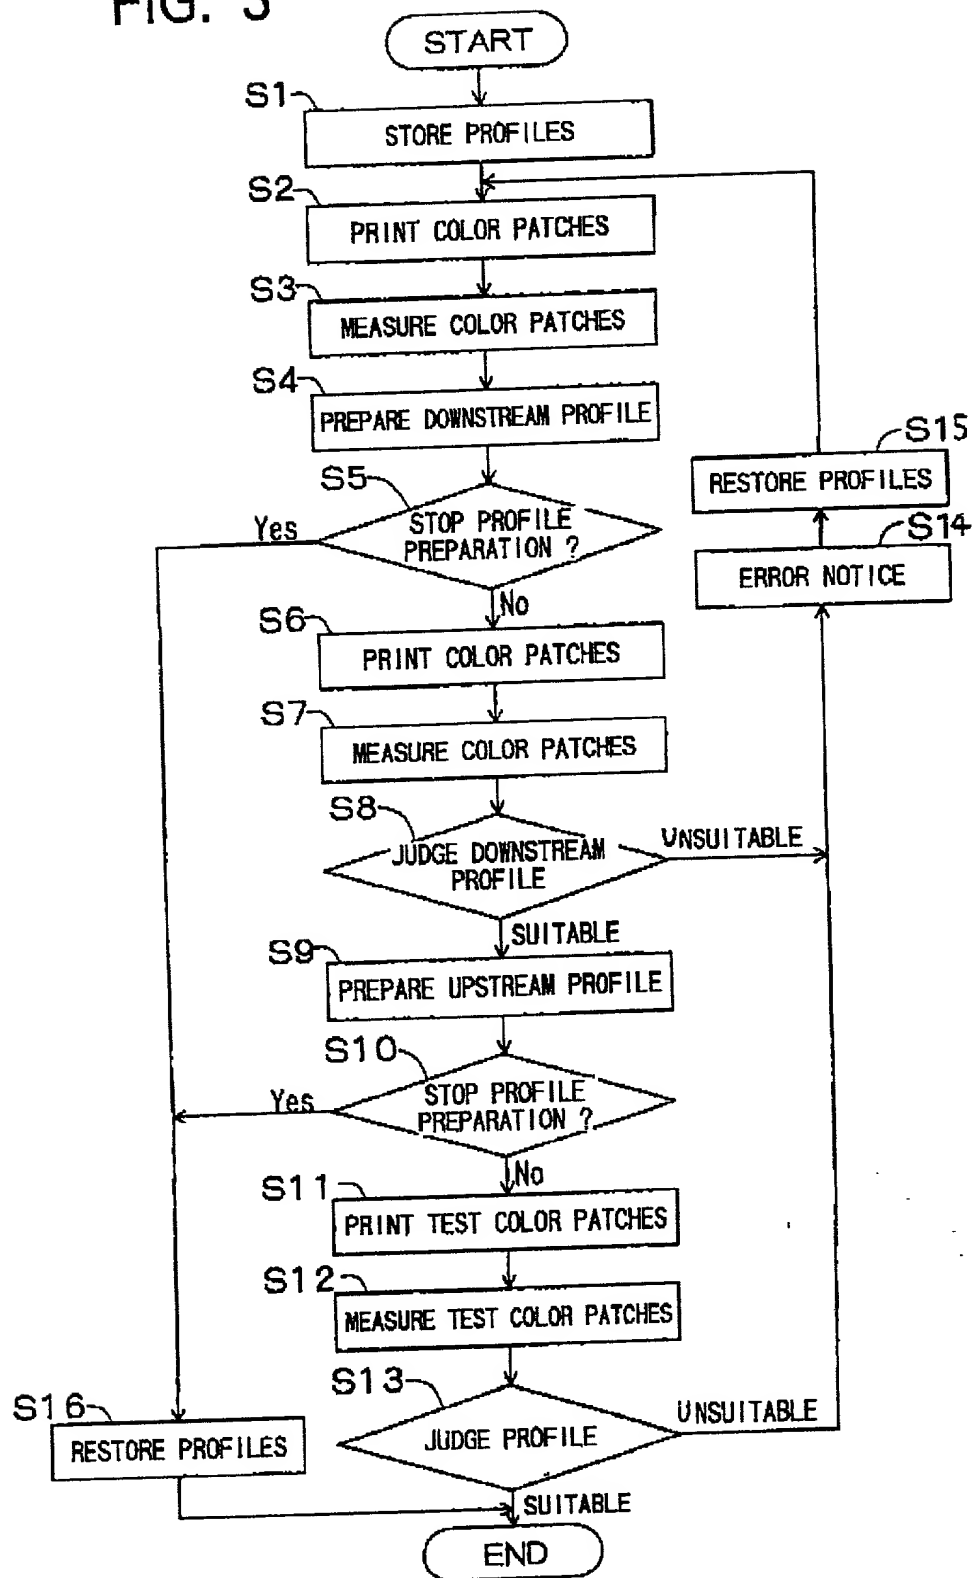 FIG. 3
START
S1
STORE PROFILES
S2
PRINT COLOR PATCHES
S3
MEASURE COLOR PATCHES
S4
PREPARE DOWNSTREAM PROFILE
S5
STOP PROFILE
PREPARATION ?
Yes
No
S15
RESTORE PROFILES
S14
ERROR NOTICE
S6
PRINT COLOR PATCHES
S7
MEASURE COLOR PATCHES
S8
JUDGE DOWNSTREAM
PROFILE
UNSUITABLE
SUITABLE
S9
PREPARE UPSTREAM PROFILE
S10
STOP PROFILE
PREPARATION ?
Yes
No
S11
PRINT TEST COLOR PATCHES
S12
MEASURE TEST COLOR PATCHES
S13
JUDGE PROFILE
UNSUITABLE
S16
RESTORE PROFILES
SUITABLE
END